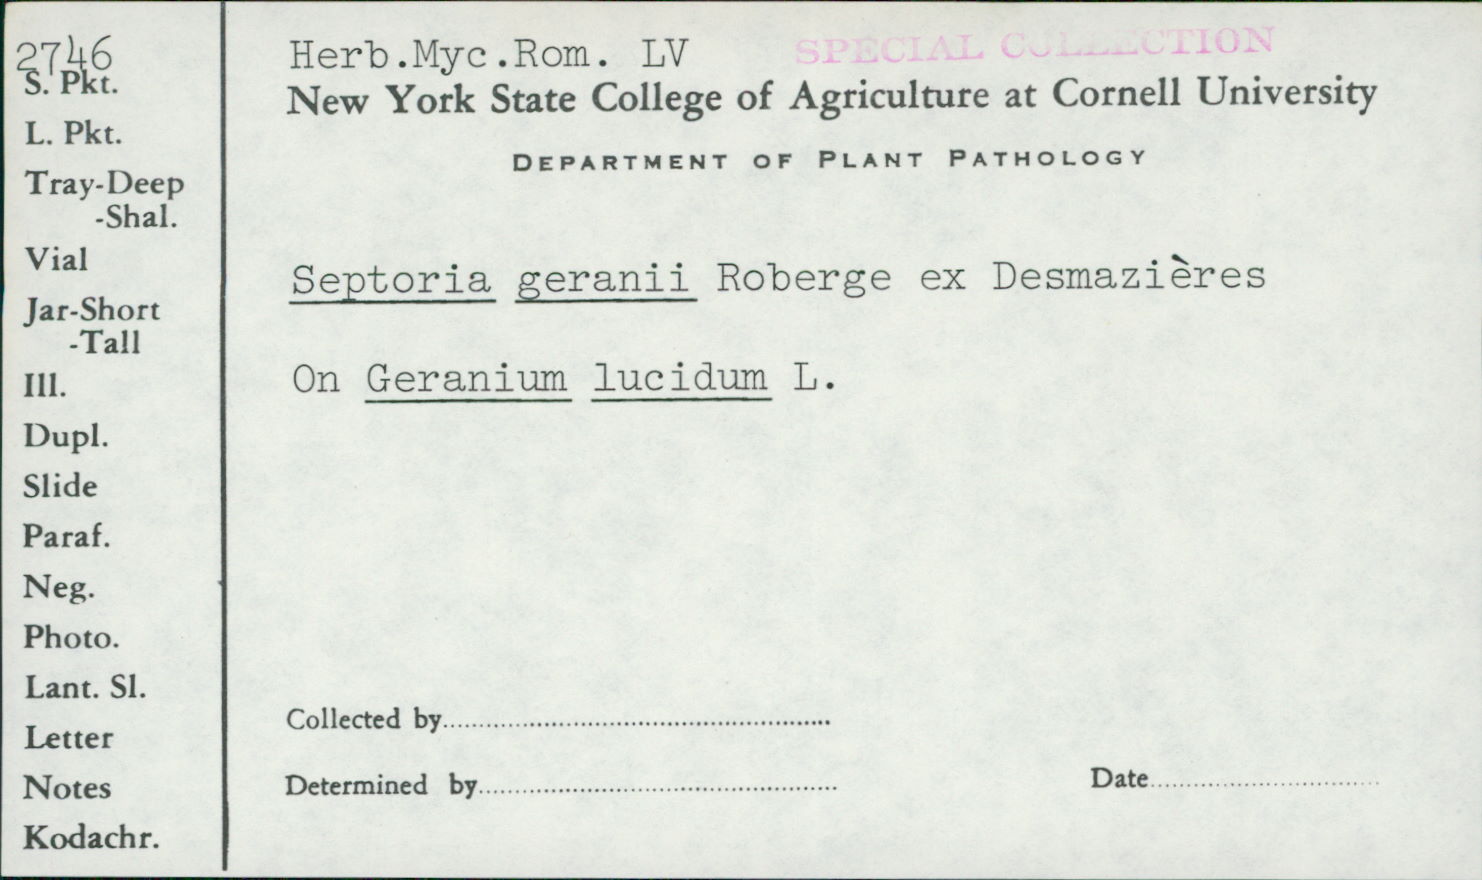 2746
S. Pkt.
L. Pkt.
Tray-Deep
-Shal.
Vial
Jar-Short
-Tall
Ill.
Dupl.
Slide
Paraf.
Neg.
Photo.
Lant. Sl.
Letter
Notes
Kodachr.
Herb.Myc.Rom. LV SPECIAL COLLECTION
New York State College of Agriculture at Cornell University
DEPARTMENT OF PLANT PATHOLOGY
Septoria geranii Roberge ex Desmazières
On Geranium lucidum L.
Collected by
Determined by
Date